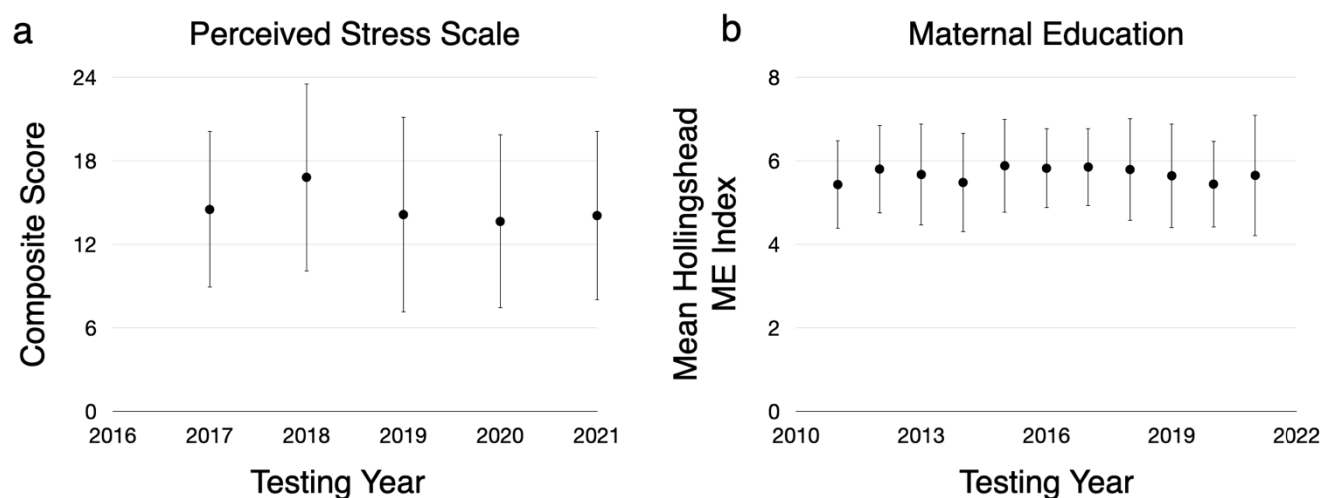 a
Perceived Stress Scale
Composite Score
24
18
12
6
0
2016 2017 2018 2019 2020 2021
Testing Year
b
Maternal Education
Mean Hollingshead
ME Index
8
6
4
2
0
2010 2013 2016 2019 2022
Testing Year